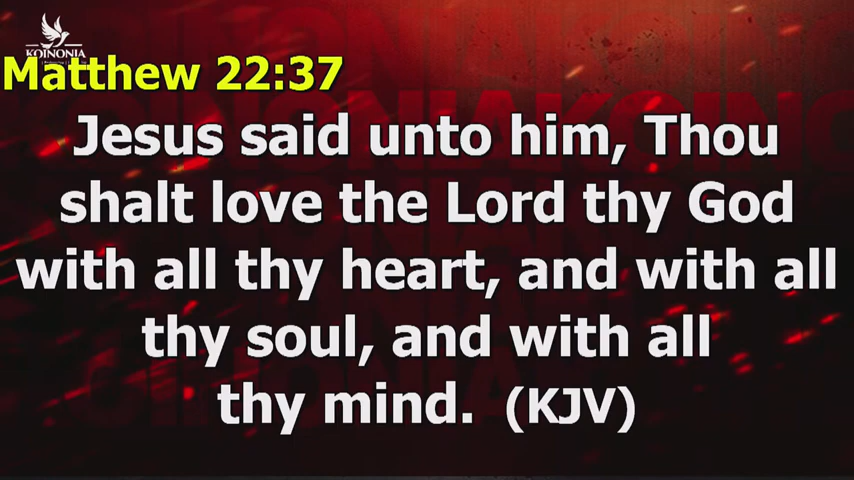 KOINONIA
Matthew 22:37
Jesus said unto him, Thou
shalt love the Lord thy God
with all thy heart, and with all
thy soul, and with all
thy mind. (KJV)